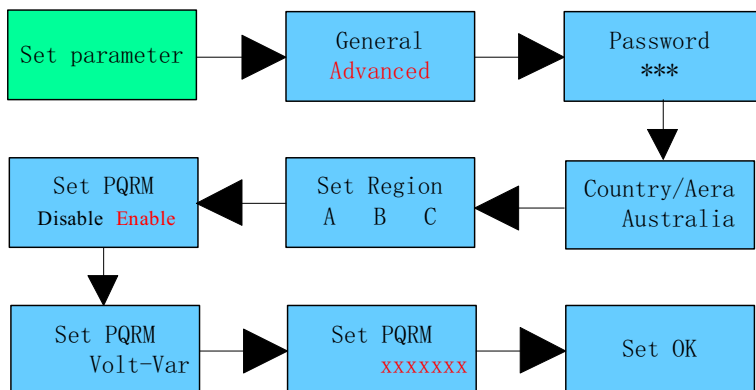 Set parameter
General
Advanced
Password
***
Country/Aera
Australia
Set Region
A B C
Set PQRM
Disable Enable
Set PQRM
Volt-Var
Set PQRM
xxxxxxx
Set OK